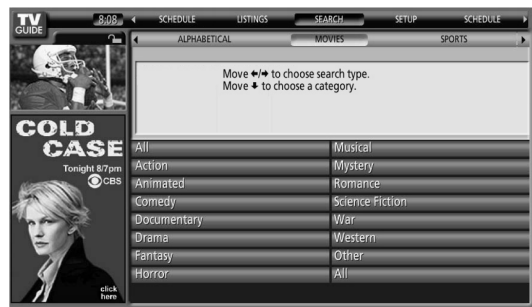 TV
GUIDE
8:08
SCHEDULE LISTINGS SEARCH SETUP SCHEDULE
ALPHABETICAL MOVIES SPORTS
Move ←/→ to choose search type.
Move ↓ to choose a category.
COLD
CASE
Tonight 8/7pm
CBS
click
here
All Musical
Action Mystery
Animated Romance
Comedy Science Fiction
Documentary War
Drama Western
Fantasy Other
Horror All